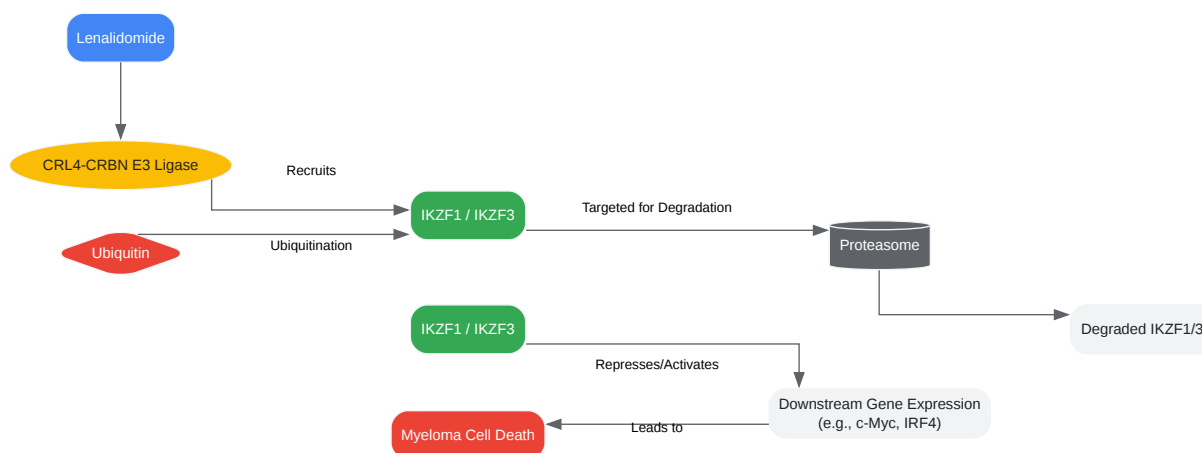 Lenalidomide
CRL4-CRBN E3 Ligase
Recruits
IKZF1 / IKZF3
Targeted for Degradation
Ubiquitin
Ubiquitination
Proteasome
IKZF1 / IKZF3
Degraded IKZF1/3
Represses/Activates
Downstream Gene Expression
(e.g., c-Myc, IRF4)
Leads to
Myeloma Cell Death